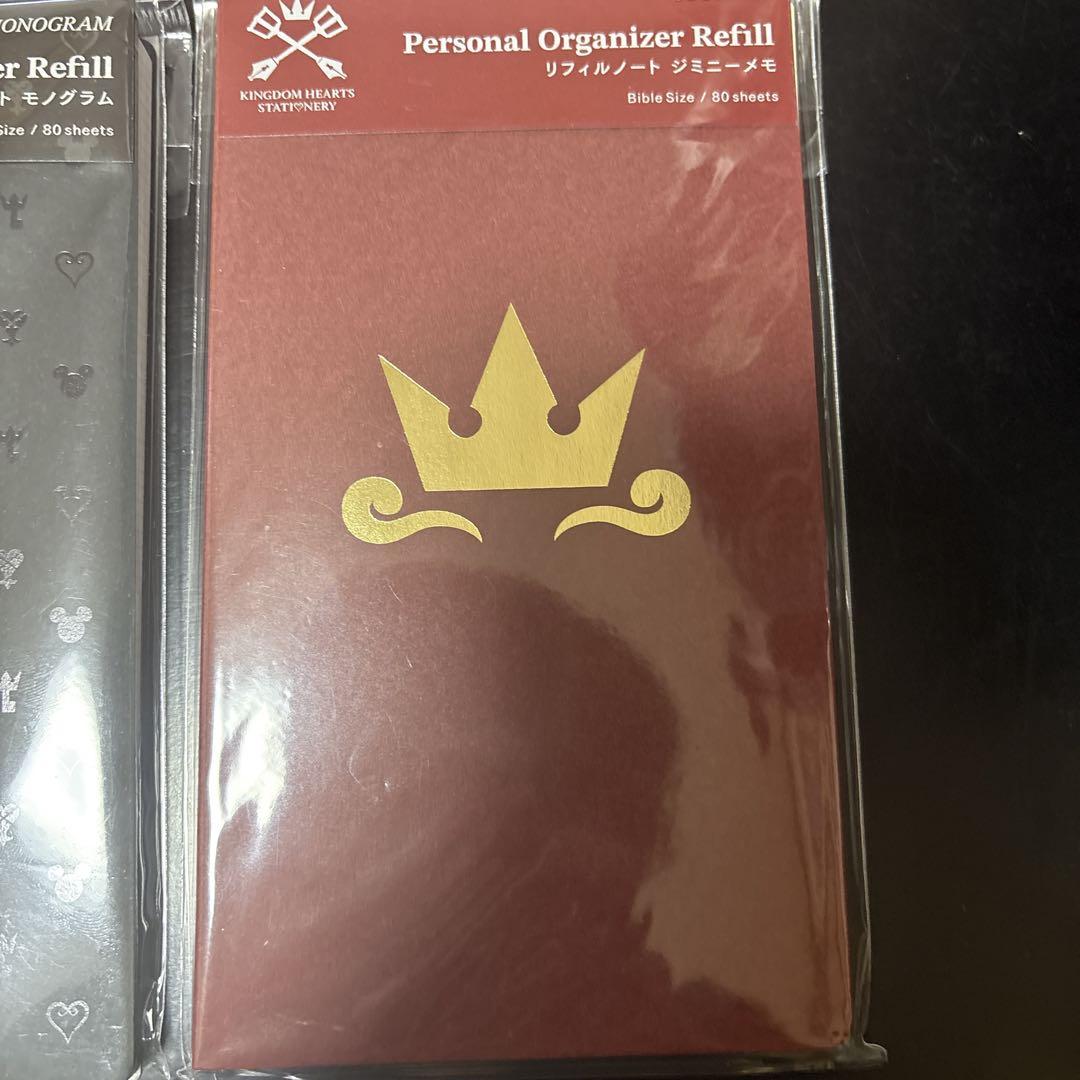 MONOGRAM
er Refill
ト モノグラム
Size / 80 sheets
KINGDOM HEARTS
STATIONERY
Personal Organizer Refill
リフィルノート ジミニーメモ
Bible Size / 80 sheets